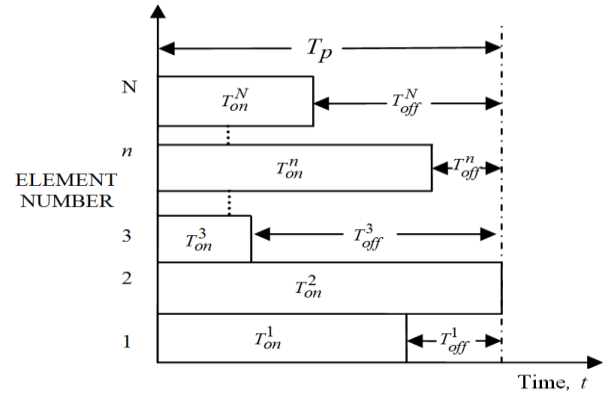 T_p
N T_on^N T_off^N
n T_on^n T_off^n
ELEMENT
NUMBER
3 T_on^3 T_off^3
2 T_on^2
1 T_on^1 T_off^1
Time, t